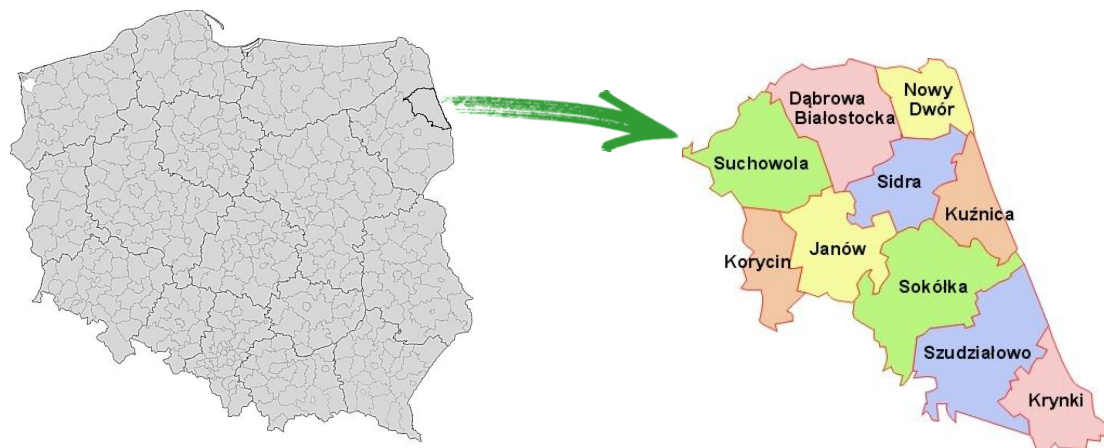 Nowy
Dwór
Dąbrowa
Białostocka
Suchowola
Sidra
Kuźnica
Janów
Korycin
Sokółka
Szudziałowo
Krynki